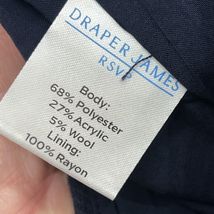 DRAPER JAMES
RSVP
Body:
68% Polyester
27% Acrylic
5% Wool
Lining:
100% Rayon